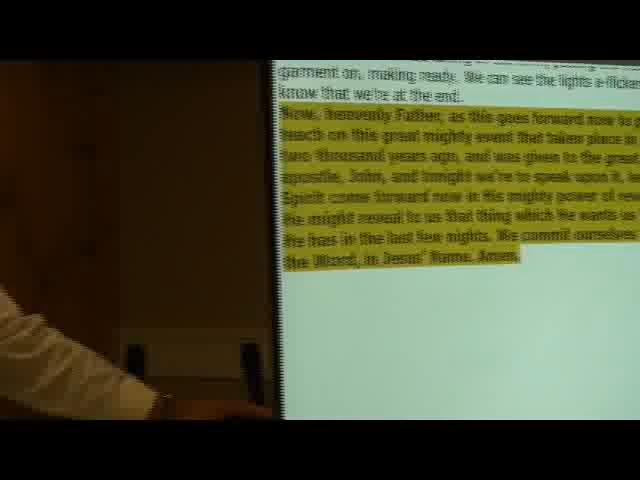 garment on, making ready. We can see the lights a-flicker
know that we're at the end.
Now, heavenly Father, as this goes forward now to
teach on this great mighty event that taken place
two thousand years ago, and was given to the great
apostle, John, and tonight we're to speak upon it,
Spirit come forward now in His mighty power of
He might reveal to us that thing which He wants us
He has in the last few nights. We commit ourselves
the Word, in Jesus' Name. Amen.